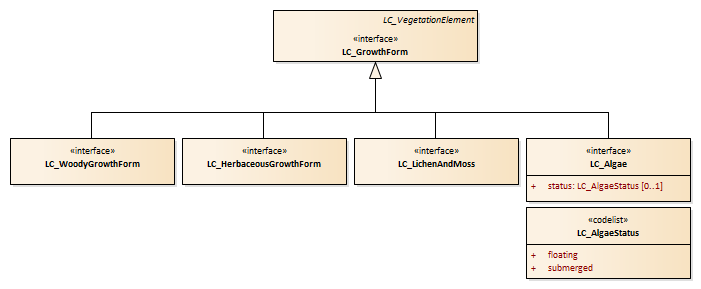 LC_VegetationElement
«interface»
LC_GrowthForm
«interface»
LC_WoodyGrowthForm
«interface»
LC_HerbaceousGrowthForm
«interface»
LC_LichenAndMoss
«interface»
LC_Algae
+ status: LC_AlgaeStatus [0..1]
«codelist»
LC_AlgaeStatus
+ floating
+ submerged